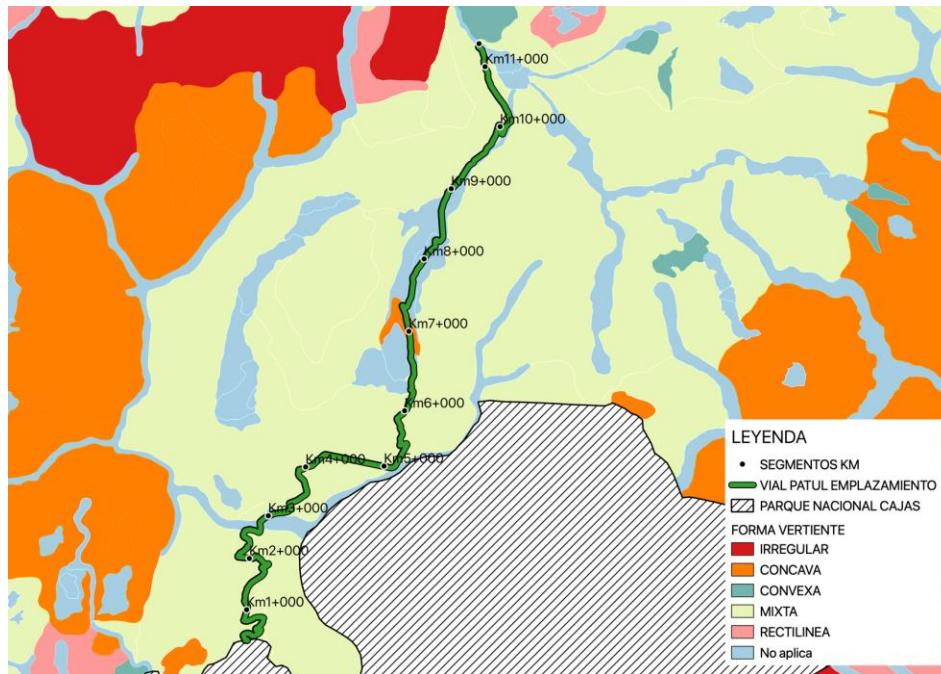 Km11+000
Km10+000
Km9+000
Km8+000
Km7+000
Km6+000
Km4+000
Km5+000
Km3+000
Km2+000
Km1+000
LEYENDA
SEGMENTOS KM
VIAL PATUL EMPLAZAMIENTO
PARQUE NACIONAL CAJAS
FORMA VERTIENTE
IRREGULAR
CONCAVA
CONVEXA
MIXTA
RECTILINEA
No aplica